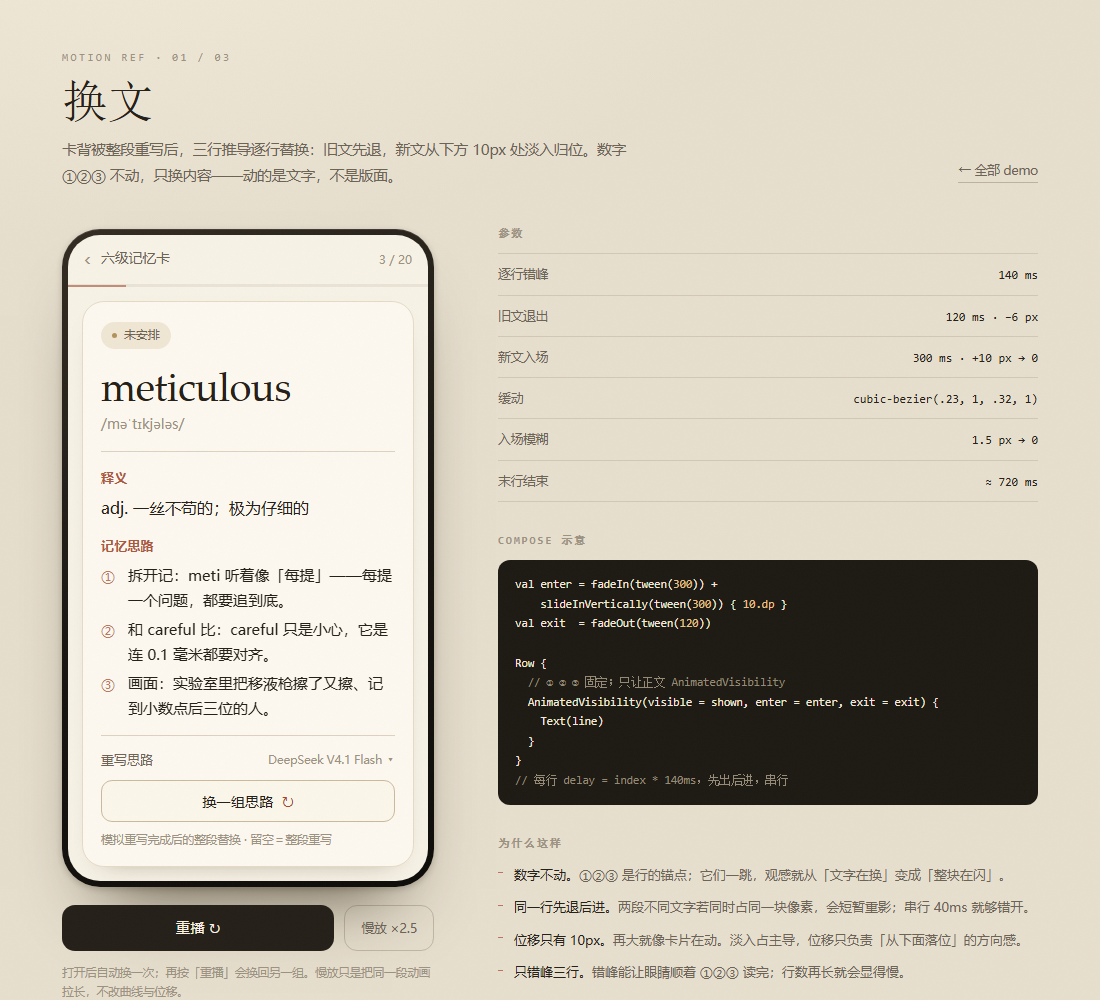 MOTION REF · 01 / 03
换文
卡背被整段重写后，三行推导逐行替换：旧文先退，新文从下方 10px 处淡入归位。数字
①②③ 不动，只换内容——动的是文字，不是版面。
← 全部 demo
‹ 六级记忆卡 3 / 20
未安排
meticulous
/məˈtɪkjələs/
释义
adj. 一丝不苟的；极为仔细的
记忆思路
① 拆开记：meti 听着像「每提」——每提
一个问题，都要追到底。
② 和 careful 比：careful 只是小心，它是
连 0.1 毫米都要对齐。
③ 画面：实验室里把移液枪擦了又擦、记
到小数点后三位的人。
重写思路 DeepSeek V4.1 Flash ▾
换一组思路 ↻
模拟重写完成后的整段替换 · 留空＝整段重写
重播 ↻
慢放 ×2.5
打开后自动换一次；再按「重播」会换回另一组。慢放只是把同一段动画
拉长，不改曲线与位移。
参数
逐行错峰 140 ms
旧文退出 120 ms · −6 px
新文入场 300 ms · +10 px → 0
缓动 cubic-bezier(.23, 1, .32, 1)
入场模糊 1.5 px → 0
末行结束 ≈ 720 ms
COMPOSE 示意
val enter = fadeIn(tween(300)) +
    slideInVertically(tween(300)) { 10.dp }
val exit  = fadeOut(tween(120))
Row {
  // ① ② ③ 固定；只让正文 AnimatedVisibility
  AnimatedVisibility(visible = shown, enter = enter, exit = exit) {
    Text(line)
  }
}
// 每行 delay = index * 140ms，先出后进，串行
为什么这样
– 数字不动。①②③ 是行的锚点；它们一跳，观感就从「文字在换」变成「整块在闪」。
– 同一行先退后进。两段不同文字若同时占同一块像素，会短暂重影；串行 40ms 就够错开。
– 位移只有 10px。再大就像卡片在动。淡入占主导，位移只负责「从下面落位」的方向感。
– 只错峰三行。错峰能让眼睛顺着 ①②③ 读完；行数再长就会显得慢。